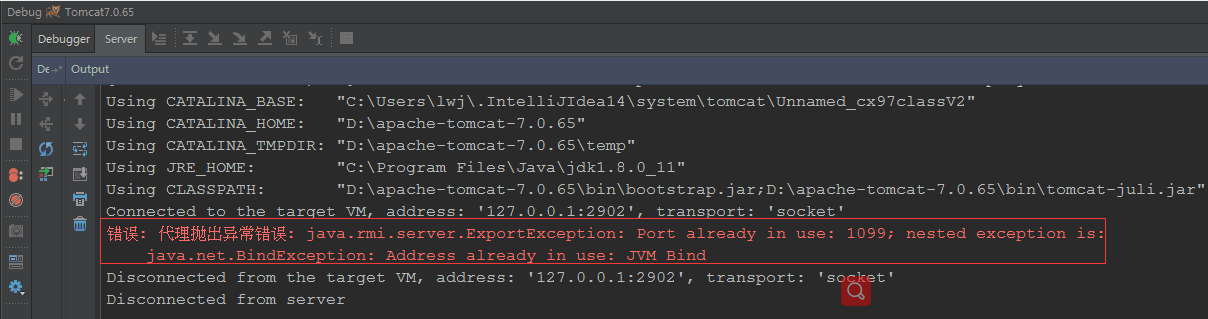 Debug Tomcat7.0.65
Debugger Server
De Output
Using CATALINA_BASE: "C:\Users\lwj\.IntelliJIdea14\system\tomcat\Unnamed_cx97classV2"
Using CATALINA_HOME: "D:\apache-tomcat-7.0.65"
Using CATALINA_TMPDIR: "D:\apache-tomcat-7.0.65\temp"
Using JRE_HOME: "C:\Program Files\Java\jdk1.8.0_11"
Using CLASSPATH: "D:\apache-tomcat-7.0.65\bin\bootstrap.jar;D:\apache-tomcat-7.0.65\bin\tomcat-juli.jar"
Connected to the target VM, address: '127.0.0.1:2902', transport: 'socket'
错误: 代理抛出异常错误: java.rmi.server.ExportException: Port already in use: 1099; nested exception is:
java.net.BindException: Address already in use: JVM_Bind
Disconnected from the target VM, address: '127.0.0.1:2902', transport: 'socket'
Disconnected from server